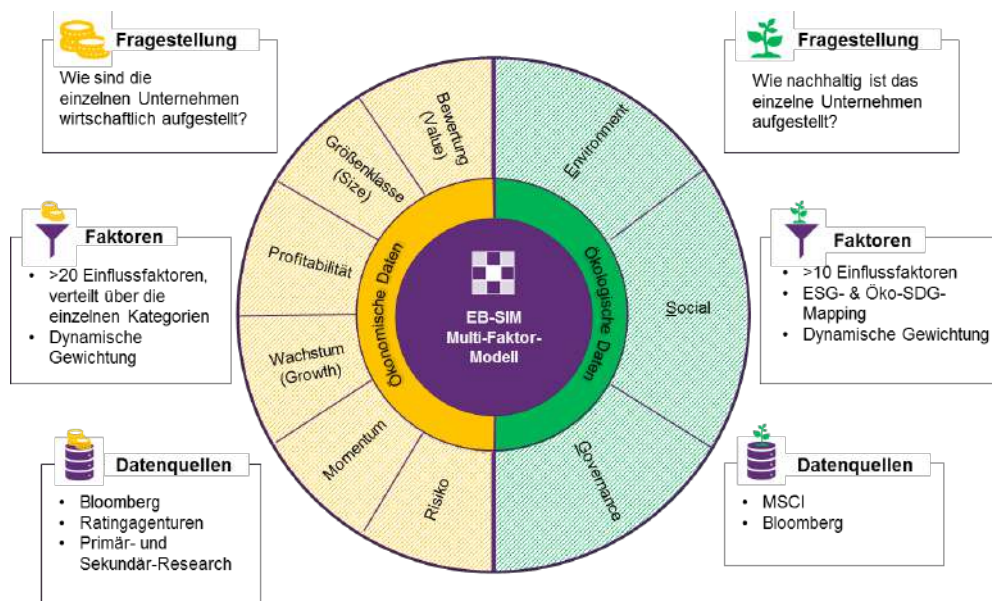 Fragestellung
Wie sind die
einzelnen Unternehmen
wirtschaftlich aufgestellt?
Faktoren
• >20 Einflussfaktoren,
verteilt über die
einzelnen Kategorien
• Dynamische
Gewichtung
Datenquellen
• Bloomberg
• Ratingagenturen
• Primär- und
Sekundär-Research
Bewertung
(Value)
Größenklasse
(Size)
Profitabilität
Wachstum
(Growth)
Momentum
Risiko
Ökonomische Daten
EB-SIM
Multi-Faktor-
Modell
Ökologische Daten
Environment
Social
Governance
Fragestellung
Wie nachhaltig ist das
einzelne Unternehmen
aufgestellt?
Faktoren
• >10 Einflussfaktoren
• ESG- & Öko-SDG-
Mapping
• Dynamische Gewichtung
Datenquellen
• MSCI
• Bloomberg